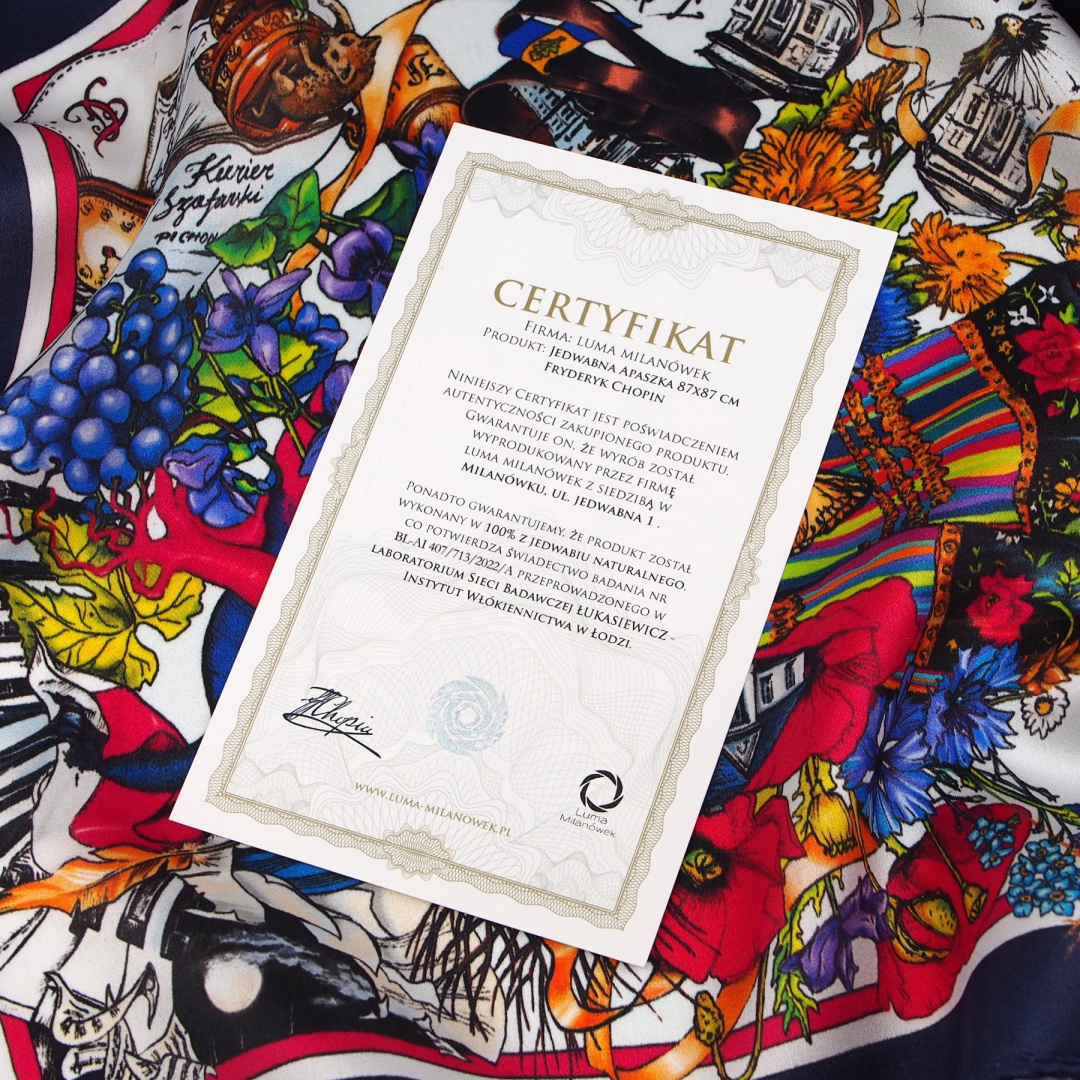 Kurier
Szafarski
PICHON
CERTYFIKAT
FIRMA: LUMA MILANÓWEK
PRODUKT: JEDWABNA APASZKA 87X87 CM
FRYDERYK CHOPIN
NINIEJSZY CERTYFIKAT JEST POŚWIADCZENIEM
AUTENTYCZNOŚCI ZAKUPIONEGO PRODUKTU.
GWARANTUJE ON, ŻE WYRÓB ZOSTAŁ
WYPRODUKOWANY PRZEZ FIRMĘ
LUMA MILANÓWEK Z SIEDZIBĄ W
MILANÓWKU, UL. JEDWABNA 1 .
PONADTO GWARANTUJEMY, ŻE PRODUKT ZOSTAŁ
WYKONANY W 100% Z JEDWABIU NATURALNEGO,
CO POTWIERDZA ŚWIADECTWO BADANIA NR
BL-AI 407/713/2022/A PRZEPROWADZONEGO W
LABORATORIUM SIECI BADAWCZEJ ŁUKASIEWICZ -
INSTYTUT WŁÓKIENNICTWA W ŁODZI.
FChopin
WWW.LUMA-MILANOWEK.PL
Luma
Milanówek